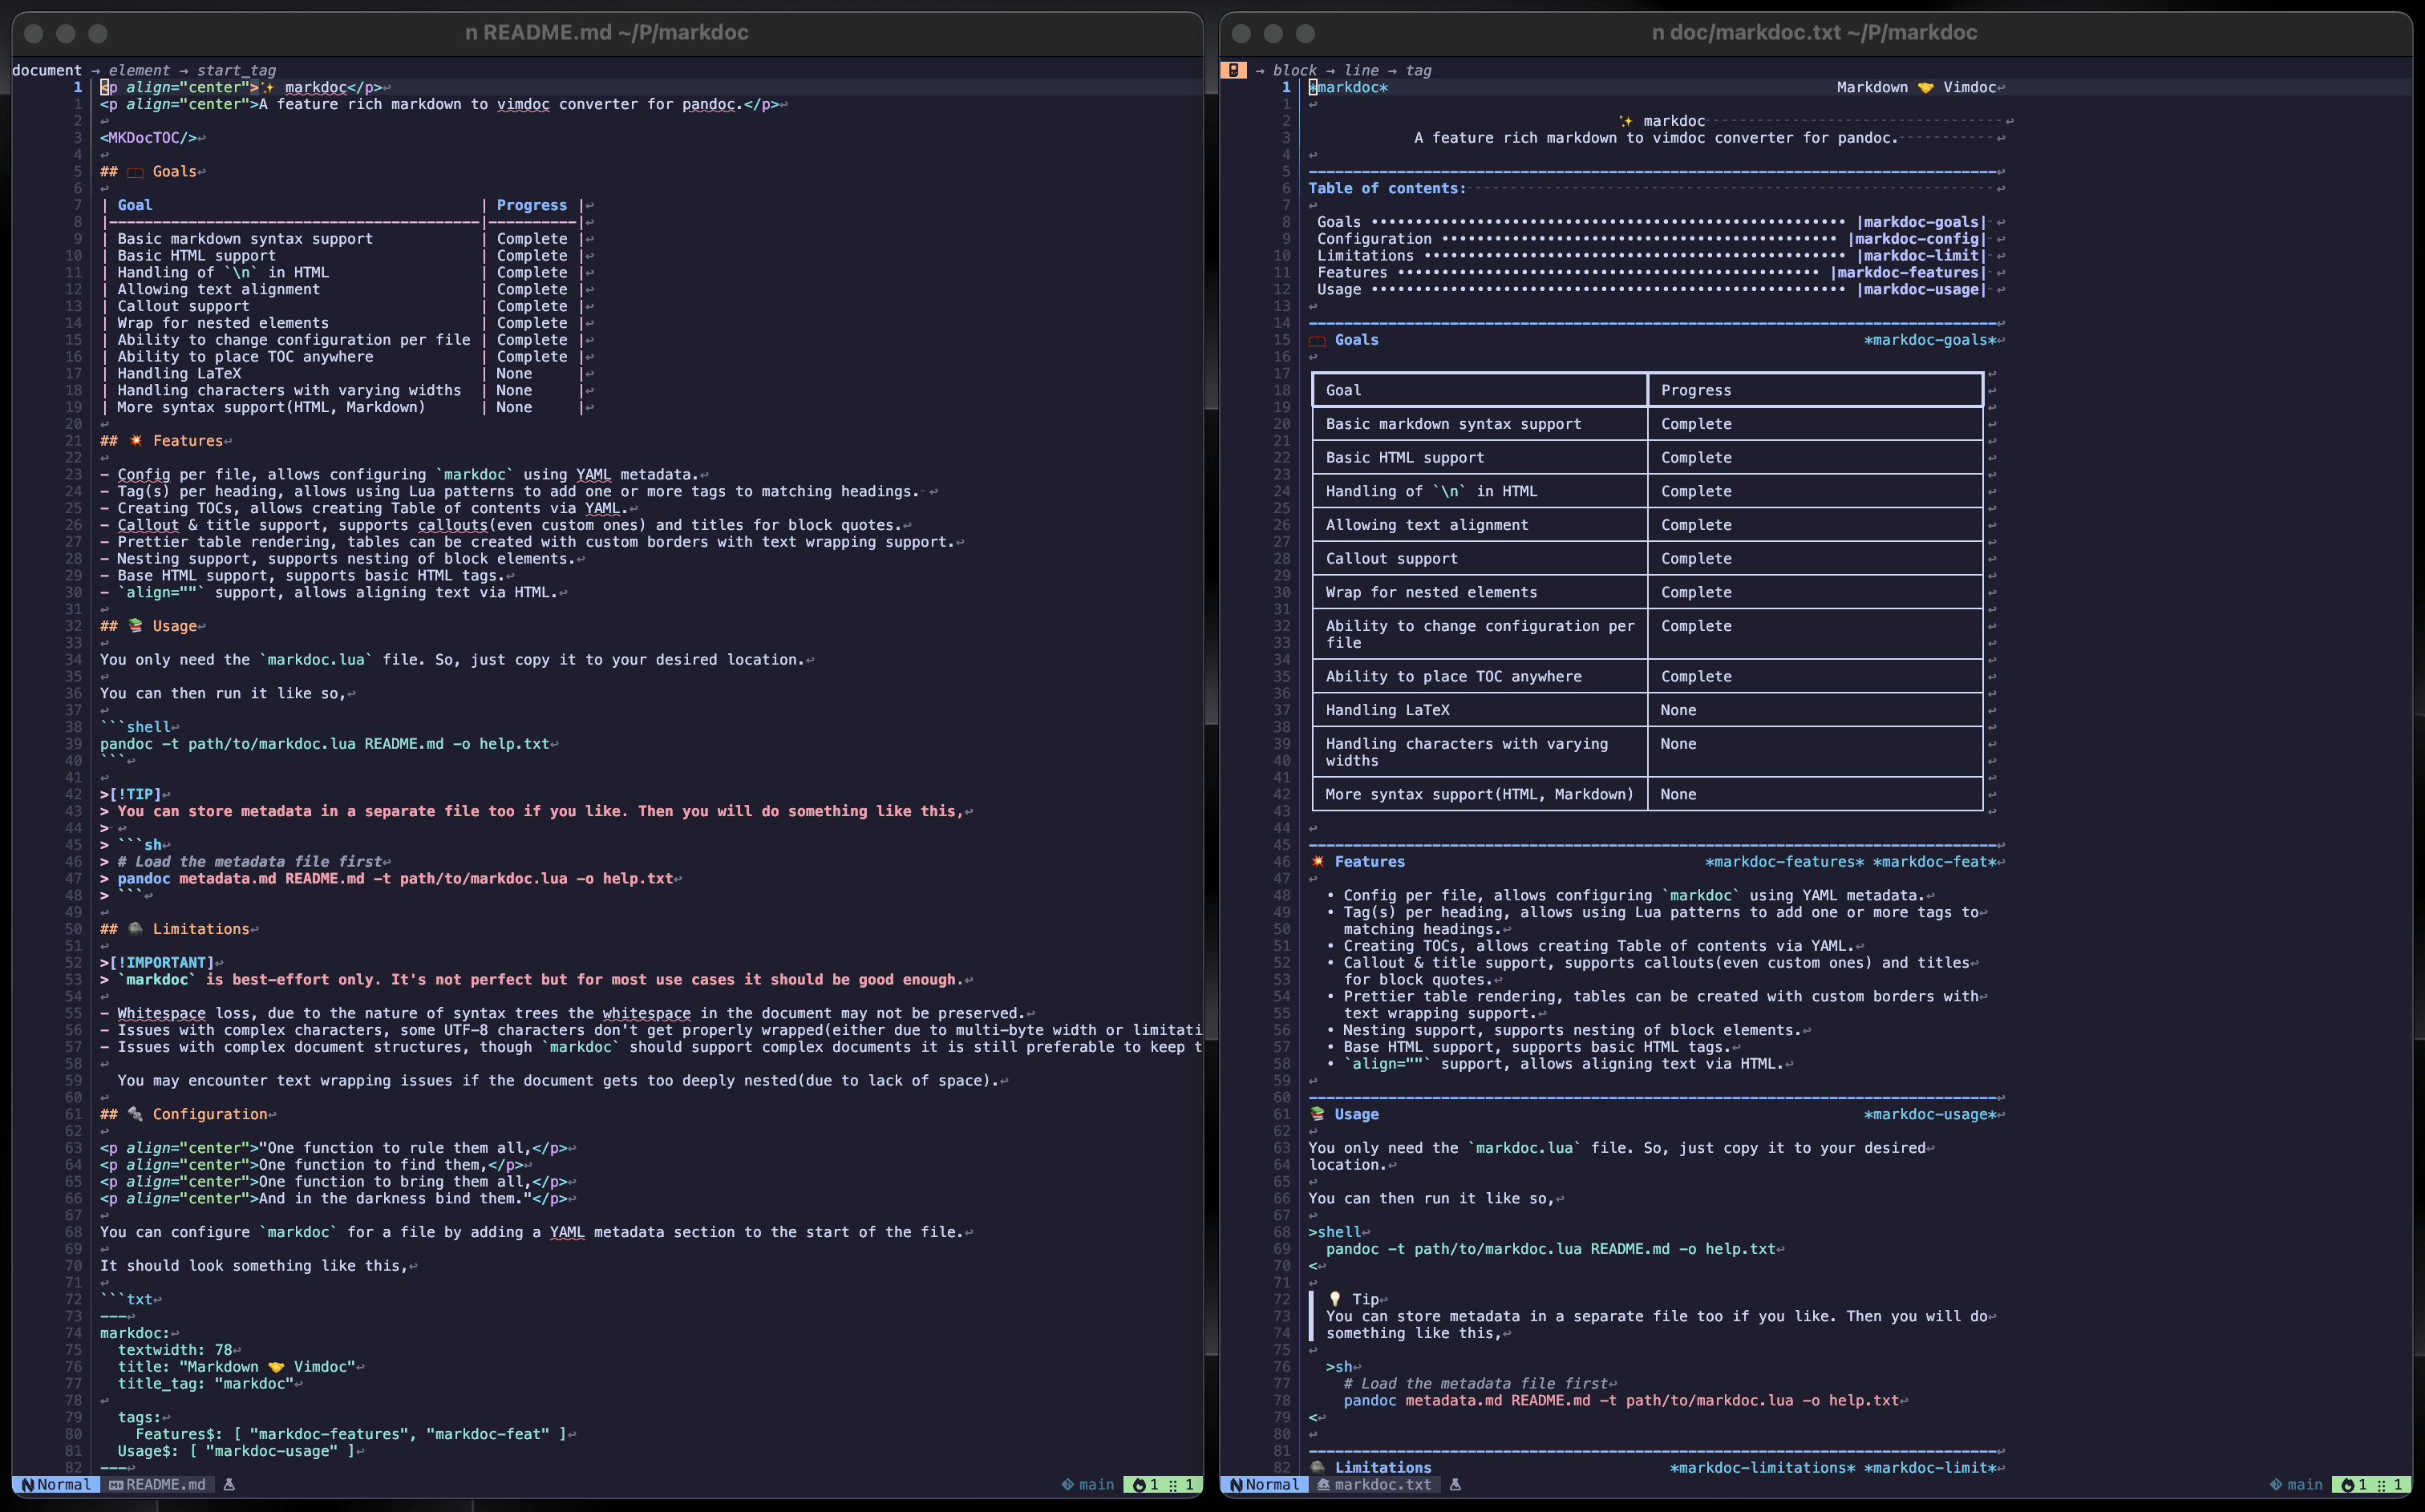 n README.md ~/P/markdoc
document → element → start_tag
1 <p align="center">✨ markdoc</p>↩
1 <p align="center">A feature rich markdown to vimdoc converter for pandoc.</p>↩
2 ↩
3 <MKDocTOC/>↩
4 ↩
5 ## Goals↩
6 ↩
7 | Goal | Progress |↩
8 |------------------------------------------|----------|↩
9 | Basic markdown syntax support | Complete |↩
10 | Basic HTML support | Complete |↩
11 | Handling of `\n` in HTML | Complete |↩
12 | Allowing text alignment | Complete |↩
13 | Callout support | Complete |↩
14 | Wrap for nested elements | Complete |↩
15 | Ability to change configuration per file | Complete |↩
16 | Ability to place TOC anywhere | Complete |↩
17 | Handling LaTeX | None |↩
18 | Handling characters with varying widths | None |↩
19 | More syntax support(HTML, Markdown) | None |↩
20 ↩
21 ## 💥 Features↩
22 ↩
23 - Config per file, allows configuring `markdoc` using YAML metadata.↩
24 - Tag(s) per heading, allows using Lua patterns to add one or more tags to matching headings. ↩
25 - Creating TOCs, allows creating Table of contents via YAML.↩
26 - Callout & title support, supports callouts(even custom ones) and titles for block quotes.↩
27 - Prettier table rendering, tables can be created with custom borders with text wrapping support.↩
28 - Nesting support, supports nesting of block elements.↩
29 - Base HTML support, supports basic HTML tags.↩
30 - `align=""` support, allows aligning text via HTML.↩
31 ↩
32 ## 📚 Usage↩
33 ↩
34 You only need the `markdoc.lua` file. So, just copy it to your desired location.↩
35 ↩
36 You can then run it like so,↩
37 ↩
38 ```shell↩
39 pandoc -t path/to/markdoc.lua README.md -o help.txt↩
40 ```↩
41 ↩
42 >[!TIP]↩
43 > You can store metadata in a separate file too if you like. Then you will do something like this,↩
44 > ↩
45 > ```sh↩
46 > # Load the metadata file first↩
47 > pandoc metadata.md README.md -t path/to/markdoc.lua -o help.txt↩
48 > ```↩
49 ↩
50 ## Limitations↩
51 ↩
52 >[!IMPORTANT]↩
53 > `markdoc` is best-effort only. It's not perfect but for most use cases it should be good enough.↩
54 ↩
55 - Whitespace loss, due to the nature of syntax trees the whitespace in the document may not be preserved.↩
56 - Issues with complex characters, some UTF-8 characters don't get properly wrapped(either due to multi-byte width or limitati
57 - Issues with complex document structures, though `markdoc` should support complex documents it is still preferable to keep t
58 ↩
59 You may encounter text wrapping issues if the document gets too deeply nested(due to lack of space).↩
60 ↩
61 ## 🔩 Configuration↩
62 ↩
63 <p align="center">"One function to rule them all,</p>↩
64 <p align="center">One function to find them,</p>↩
65 <p align="center">One function to bring them all,</p>↩
66 <p align="center">And in the darkness bind them."</p>↩
67 ↩
68 You can configure `markdoc` for a file by adding a YAML metadata section to the start of the file.↩
69 ↩
70 It should look something like this,↩
71 ↩
72 ```txt↩
73 ---↩
74 markdoc:↩
75 textwidth: 78↩
76 title: "Markdown 🤝 Vimdoc"↩
77 title_tag: "markdoc"↩
78 ↩
79 tags:↩
80 Features$: [ "markdoc-features", "markdoc-feat" ]↩
81 Usage$: [ "markdoc-usage" ]↩
82 ---↩
Normal README.md main 1 :: 1
n doc/markdoc.txt ~/P/markdoc
→ block → line → tag
1 *markdoc* Markdown 🤝 Vimdoc↩
1 ↩
2 ✨ markdoc ↩
3 A feature rich markdown to vimdoc converter for pandoc. ↩
4 ↩
5 ------------------------------------------------------------------------------↩
6 Table of contents: ↩
7 ↩
8 Goals •••••••••••••••••••••••••••••••••••••••••••••••••••••• |markdoc-goals| ↩
9 Configuration ••••••••••••••••••••••••••••••••••••••••••••• |markdoc-config| ↩
10 Limitations •••••••••••••••••••••••••••••••••••••••••••••••• |markdoc-limit| ↩
11 Features •••••••••••••••••••••••••••••••••••••••••••••••• |markdoc-features| ↩
12 Usage •••••••••••••••••••••••••••••••••••••••••••••••••••••• |markdoc-usage| ↩
13 ↩
14 ------------------------------------------------------------------------------↩
15 Goals *markdoc-goals*↩
16 ↩
17 ↩
18 Goal Progress ↩
19 ↩
20 Basic markdown syntax support Complete ↩
21 ↩
22 Basic HTML support Complete ↩
23 ↩
24 Handling of `\n` in HTML Complete ↩
25 ↩
26 Allowing text alignment Complete ↩
27 ↩
28 Callout support Complete ↩
29 ↩
30 Wrap for nested elements Complete ↩
31 ↩
32 Ability to change configuration per Complete ↩
33 file ↩
34 ↩
35 Ability to place TOC anywhere Complete ↩
36 ↩
37 Handling LaTeX None ↩
38 ↩
39 Handling characters with varying None ↩
40 widths ↩
41 ↩
42 More syntax support(HTML, Markdown) None ↩
43 ↩
44 ↩
45 ------------------------------------------------------------------------------↩
46 💥 Features *markdoc-features* *markdoc-feat*↩
47 ↩
48 • Config per file, allows configuring `markdoc` using YAML metadata.↩
49 • Tag(s) per heading, allows using Lua patterns to add one or more tags to↩
50 matching headings.↩
51 • Creating TOCs, allows creating Table of contents via YAML.↩
52 • Callout & title support, supports callouts(even custom ones) and titles↩
53 for block quotes.↩
54 • Prettier table rendering, tables can be created with custom borders with↩
55 text wrapping support.↩
56 • Nesting support, supports nesting of block elements.↩
57 • Base HTML support, supports basic HTML tags.↩
58 • `align=""` support, allows aligning text via HTML.↩
59 ↩
60 ------------------------------------------------------------------------------↩
61 📚 Usage *markdoc-usage*↩
62 ↩
63 You only need the `markdoc.lua` file. So, just copy it to your desired↩
64 location.↩
65 ↩
66 You can then run it like so,↩
67 ↩
68 >shell↩
69 pandoc -t path/to/markdoc.lua README.md -o help.txt↩
70 <↩
71 ↩
72 💡 Tip↩
73 You can store metadata in a separate file too if you like. Then you will do↩
74 something like this,↩
75 ↩
76 >sh↩
77 # Load the metadata file first↩
78 pandoc metadata.md README.md -t path/to/markdoc.lua -o help.txt↩
79 <↩
80 ↩
81 ------------------------------------------------------------------------------↩
82 Limitations *markdoc-limitations* *markdoc-limit*↩
Normal markdoc.txt main 1 :: 1